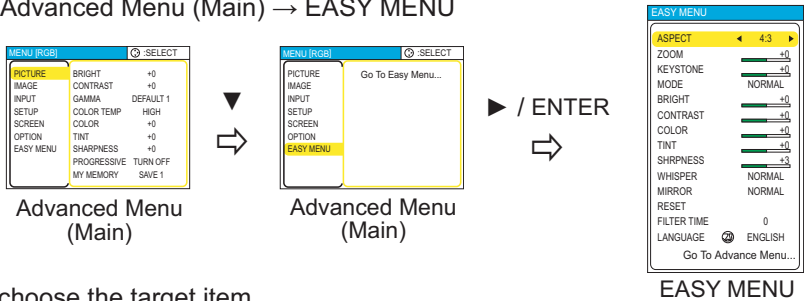 Advanced Menu (Main) → EASY MENU
MENU [RGB] :SELECT
PICTURE BRIGHT +0
IMAGE CONTRAST +0
INPUT GAMMA DEFAULT 1
SETUP COLOR TEMP HIGH
SCREEN COLOR +0
OPTION TINT +0
EASY MENU SHARPNESS +0
PROGRESSIVE TURN OFF
MY MEMORY SAVE 1
Advanced Menu
(Main)
▼
MENU [RGB] :SELECT
PICTURE Go To Easy Menu...
IMAGE
INPUT
SETUP
SCREEN
OPTION
EASY MENU
Advanced Menu
(Main)
► / ENTER
EASY MENU
ASPECT ◄ 4:3 ►
ZOOM +0
KEYSTONE +0
MODE NORMAL
BRIGHT +0
CONTRAST +0
COLOR +0
TINT +0
SHRPNESS +3
WHISPER NORMAL
MIRROR NORMAL
RESET
FILTER TIME 0
LANGUAGE ENGLISH
Go To Advance Menu...
EASY MENU
choose the target item